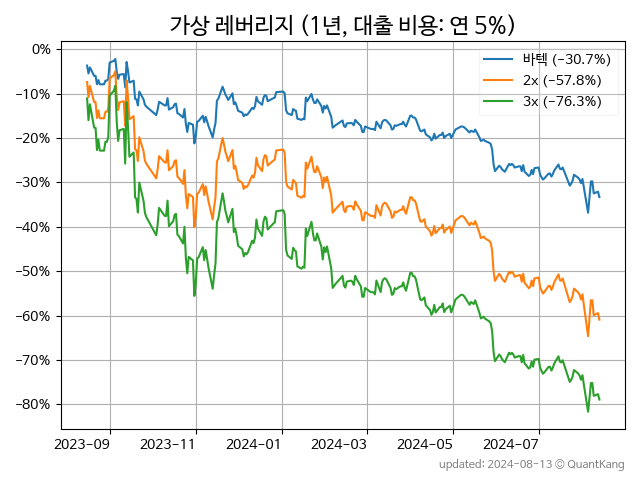 가상 레버리지 (1년, 대출 비용: 연 5%)
0%
−10%
−20%
−30%
−40%
−50%
−60%
−70%
−80%
바텍 (−30.7%)
2x (−57.8%)
3x (−76.3%)
2023-09 2023-11 2024-01 2024-03 2024-05 2024-07
updated: 2024-08-13 © QuantKang